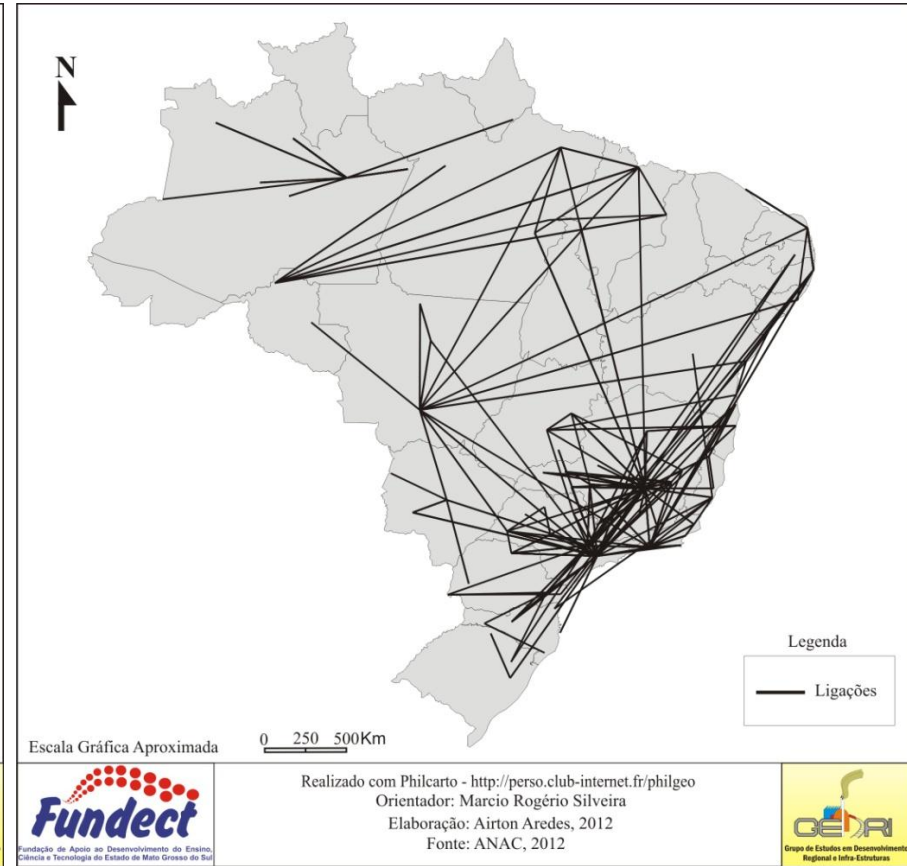 N
Legenda
Ligações
Escala Gráfica Aproximada
0 250 500Km
Fundect
Fundação de Apoio ao Desenvolvimento do Ensino,
Ciência e Tecnologia do Estado de Mato Grosso do Sul
Realizado com Philcarto - http://perso.club-internet.fr/philgeo
Orientador: Marcio Rogério Silveira
Elaboração: Airton Aredes, 2012
Fonte: ANAC, 2012
GEDRI
Grupo de Estudos em Desenvolvimento
Regional e Infra-Estruturas